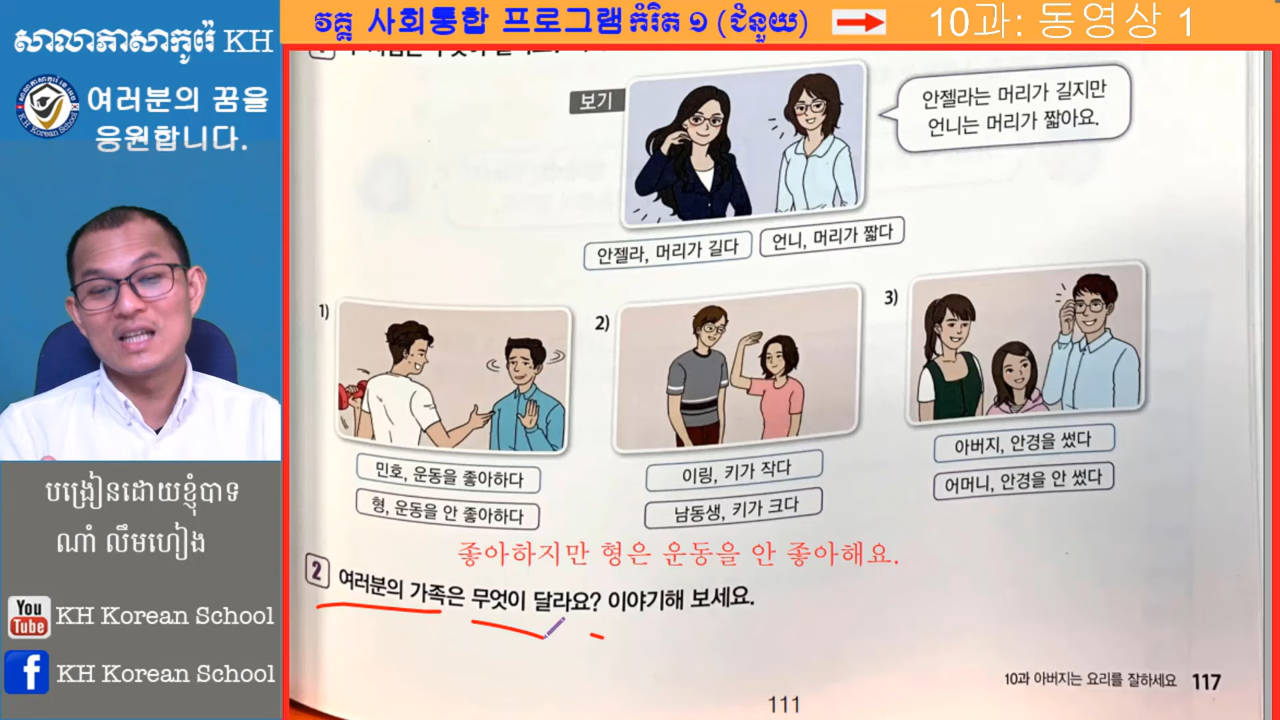 សាលាភាសាកូរ៉េ KH
여러분의 꿈을
응원합니다.
KH Korean School
វគ្គ 사회통합 프로그램 កំរិត ១ (ជំនួយ)
10과: 동영상 1
보기
안젤라는 머리가 길지만
언니는 머리가 짧아요.
안젤라, 머리가 길다
언니, 머리가 짧다
1)
민호, 운동을 좋아하다
형, 운동을 안 좋아하다
2)
이링, 키가 작다
남동생, 키가 크다
3)
아버지, 안경을 썼다
어머니, 안경을 안 썼다
좋아하지만 형은 운동을 안 좋아해요.
2 여러분의 가족은 무엇이 달라요? 이야기해 보세요.
10과 아버지는 요리를 잘하세요 117
111
បង្រៀនដោយខ្ញុំបាទ
ណាំ លឹមហៀង
You Tube KH Korean School
f KH Korean School